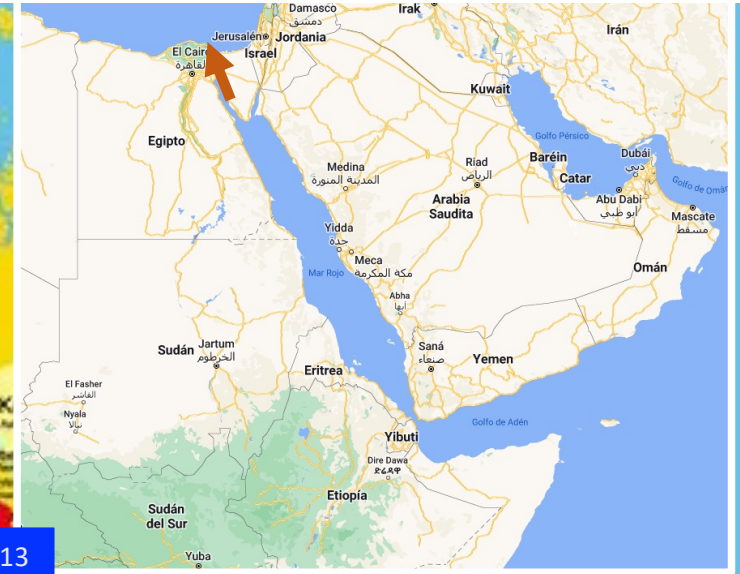 Damasco
دمشق
Irak
Irán
Jerusalén
Jordania
Israel
El Cairo
القاهرة
Kuwait
Egipto
Golfo Pérsico
Medina
المدينة المنورة
Riad
الرياض
Baréin
Catar
Dubái
دبي
Golfo de Omán
Abu Dabi
أبو ظبي
Mascate
مسقط
Arabia
Saudita
Yidda
جدة
Meca
مكة المكرمة
Mar Rojo
Omán
Abha
أبها
Jartum
الخرطوم
Sudán
Saná
صنعاء
Yemen
Eritrea
El Fasher
الفاشر
Nyala
نيالا
Golfo de Adén
Yibuti
Dire Dawa
ድሬዳዋ
Etiopía
Sudán
del Sur
Yuba
13